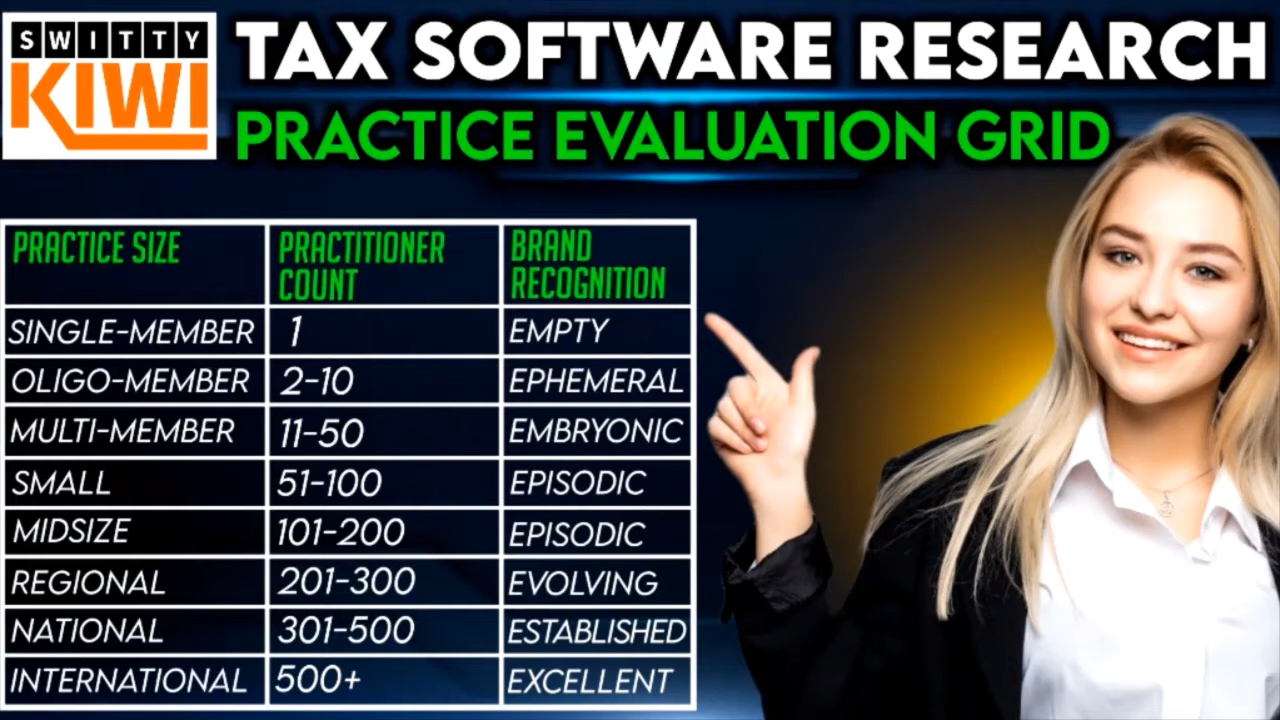 SWITTY
KIWI
TAX SOFTWARE RESEARCH
PRACTICE EVALUATION GRID
PRACTICE SIZE
PRACTITIONER
COUNT
BRAND
RECOGNITION
SINGLE-MEMBER 1 EMPTY
OLIGO-MEMBER 2-10 EPHEMERAL
MULTI-MEMBER 11-50 EMBRYONIC
SMALL 51-100 EPISODIC
MIDSIZE 101-200 EPISODIC
REGIONAL 201-300 EVOLVING
NATIONAL 301-500 ESTABLISHED
INTERNATIONAL 500+ EXCELLENT